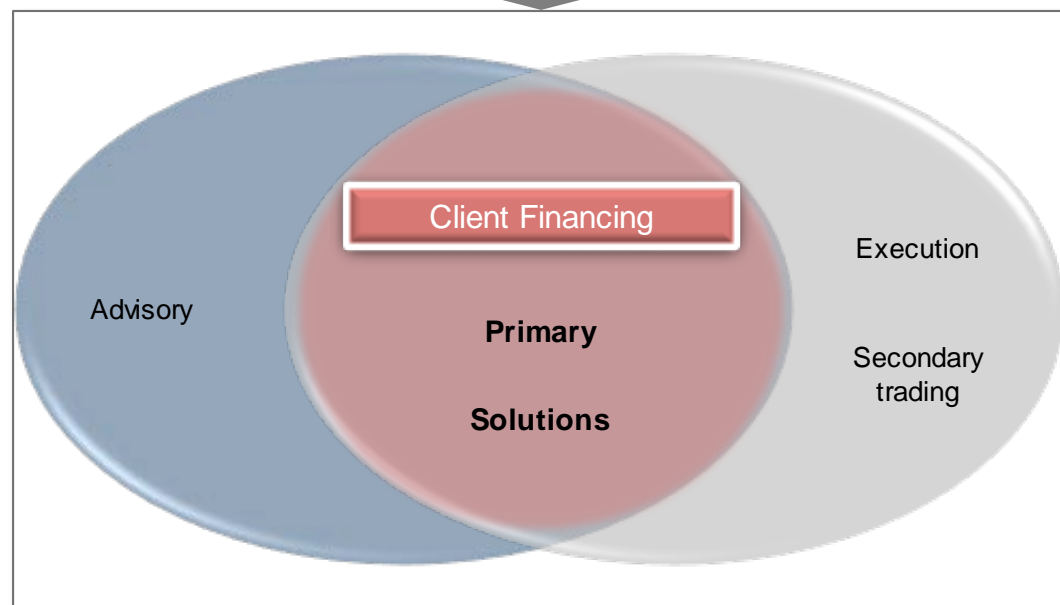 Client Financing
Advisory
Primary
Solutions
Execution
Secondary
trading